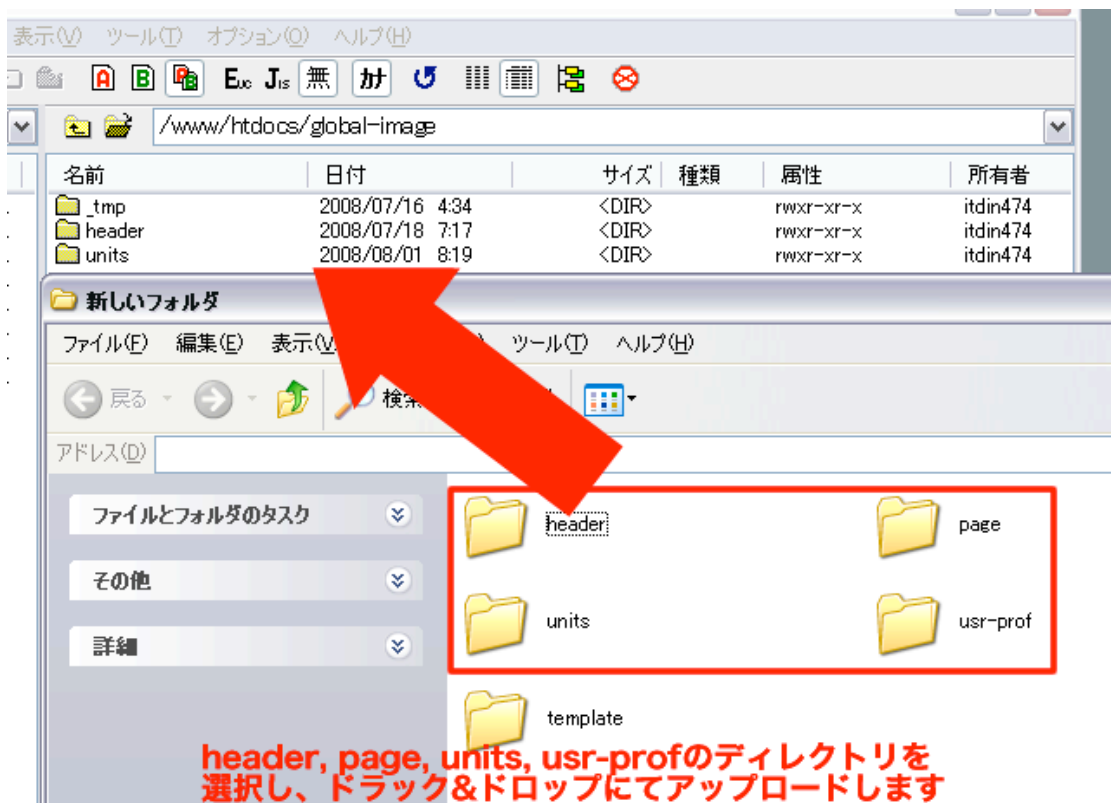 表示(V) ツール(T) オプション(O) ヘルプ(H)
A B Euc Jis 無 カナ
/www/htdocs/global-image
名前 日付 サイズ 種類 属性 所有者
_tmp 2008/07/16 4:34 <DIR> rwxr-xr-x itdin474
header 2008/07/18 7:17 <DIR> rwxr-xr-x itdin474
units 2008/08/01 8:19 <DIR> rwxr-xr-x itdin474
新しいフォルダ
ファイル(F) 編集(E) 表示(V) ツール(T) ヘルプ(H)
戻る 検索
アドレス(D)
ファイルとフォルダのタスク
その他
詳細
header page
units usr-prof
template
header, page, units, usr-profのディレクトリを
選択し、ドラック&ドロップにてアップロードします